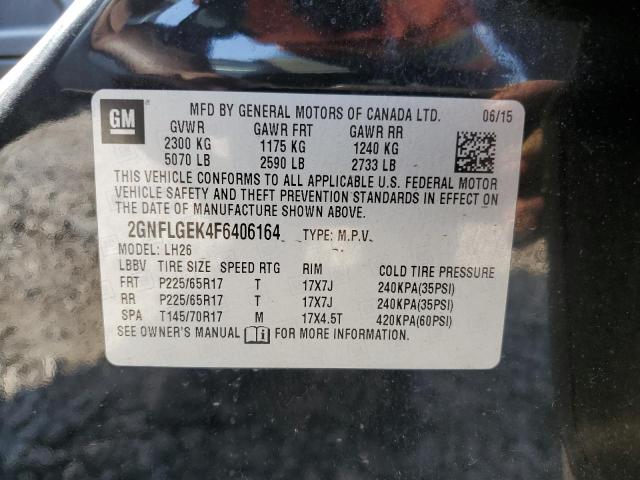 GM
MFD BY GENERAL MOTORS OF CANADA LTD. 06/15
GVWR GAWR FRT GAWR RR
2300 KG 1175 KG 1240 KG
5070 LB 2590 LB 2733 LB
THIS VEHICLE CONFORMS TO ALL APPLICABLE U.S. FEDERAL MOTOR
VEHICLE SAFETY AND THEFT PREVENTION STANDARDS IN EFFECT ON
THE DATE OF MANUFACTURE SHOWN ABOVE.
2GNFLGEK4F6406164 TYPE: M.P.V.
MODEL: LH26
LBBV TIRE SIZE SPEED RTG RIM COLD TIRE PRESSURE
FRT P225/65R17 T 17X7J 240KPA(35PSI)
RR P225/65R17 T 17X7J 240KPA(35PSI)
SPA T145/70R17 M 17X4.5T 420KPA(60PSI)
SEE OWNER'S MANUAL FOR MORE INFORMATION.